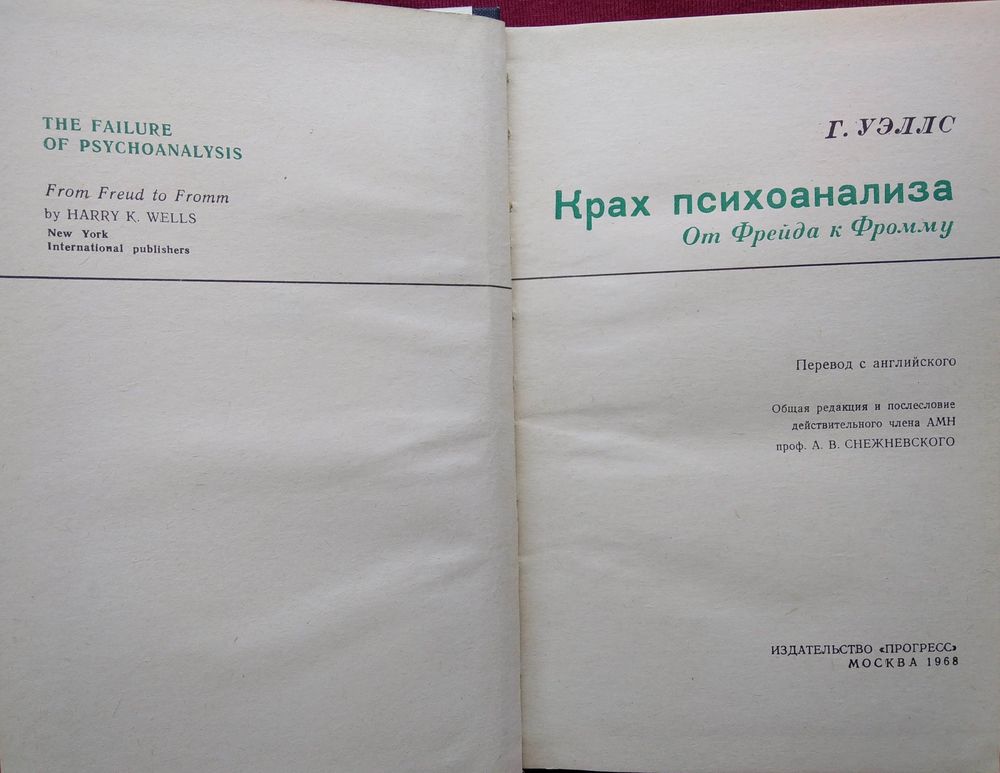 THE FAILURE
OF PSYCHOANALYSIS
From Freud to Fromm
by HARRY K. WELLS
New York
International publishers
Г. УЭЛЛС
Крах психоанализа
От Фрейда к Фромму
Перевод с английского
Общая редакция и послесловие
действительного члена АМН
проф. А. В. СНЕЖНЕВСКОГО
ИЗДАТЕЛЬСТВО «ПРОГРЕСС»
МОСКВА 1968